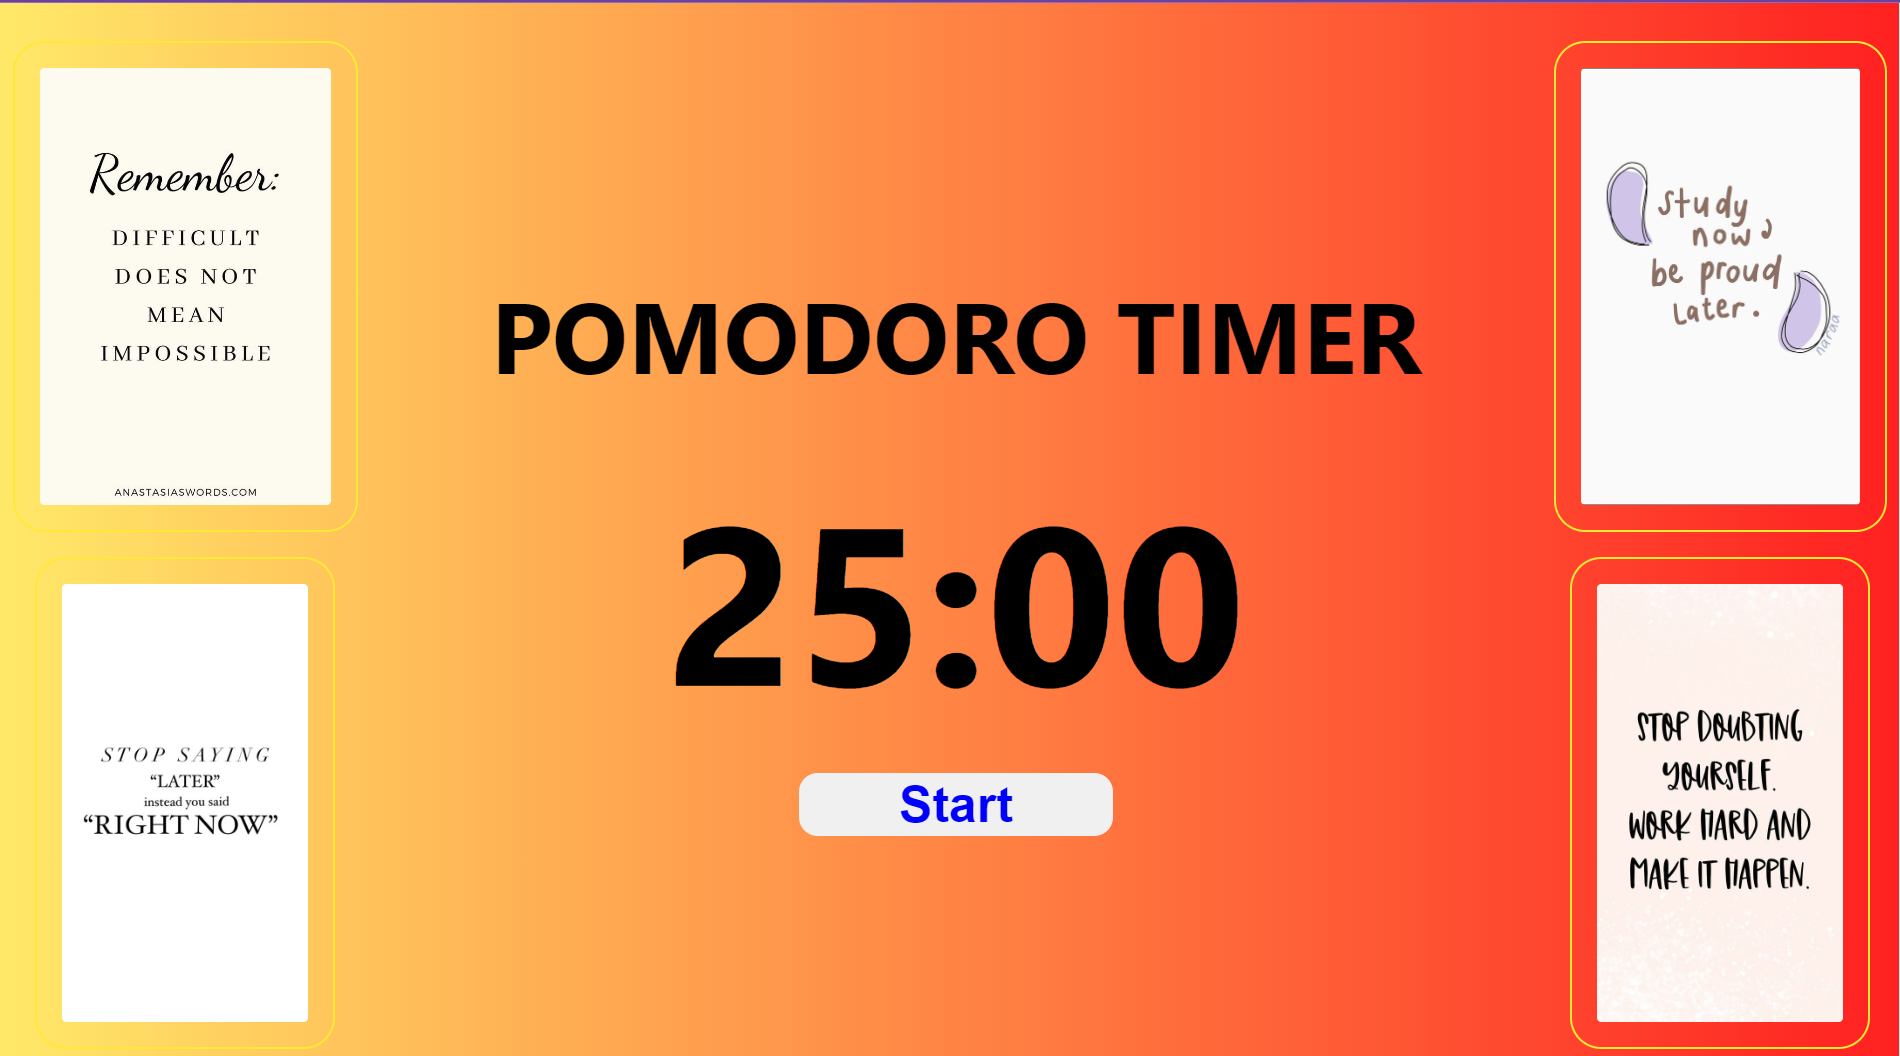 Remember:
DIFFICULT
DOES NOT
MEAN
IMPOSSIBLE
ANASTASIASWORDS.COM
STOP SAYING
“LATER”
instead you said
“RIGHT NOW”
POMODORO TIMER
25:00
Start
study
now,
be proud
later.
naraa
STOP DOUBTING
YOURSELF.
WORK HARD AND
MAKE IT HAPPEN.